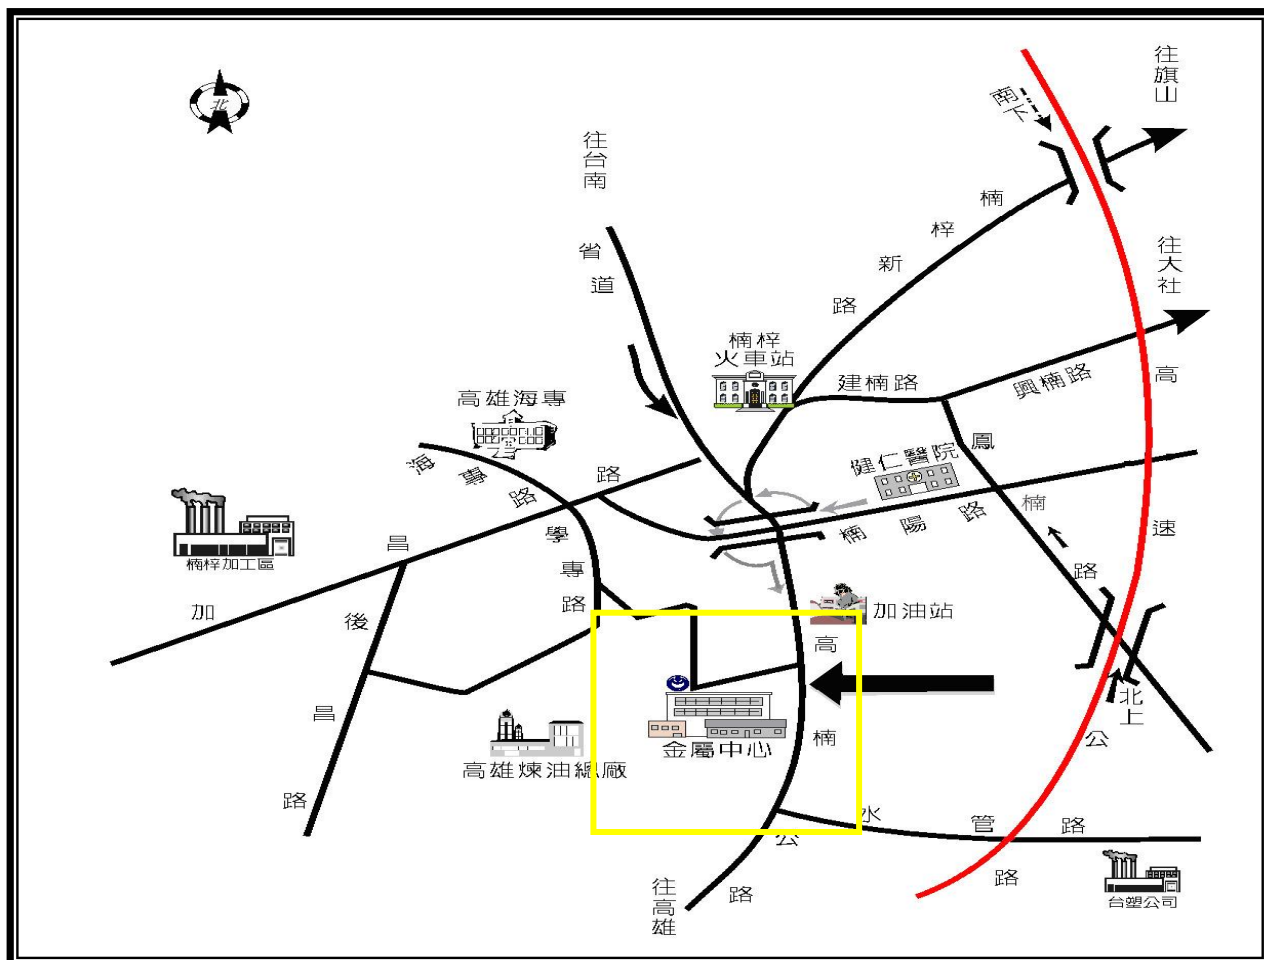 北
往台南
往旗山
南下
省道
楠梓新路
往大社
楠梓
火車站
建楠路
興楠路
高雄海專
海專路
加昌路
健仁醫院
鳳楠路
楠陽路
高速公路
楠梓加工區
學專路
後昌路
加油站
高楠公路
北上
金屬中心
高雄煉油總廠
水管路
台塑公司
往高雄